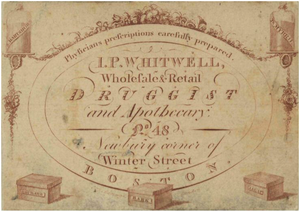 Physicians prescriptions carefully prepared.
I.P. WHITWELL,
Wholesale & Retail
DRUGGIST
and Apothecary.
No. 48
Newbury corner of
Winter Street
BOSTON.